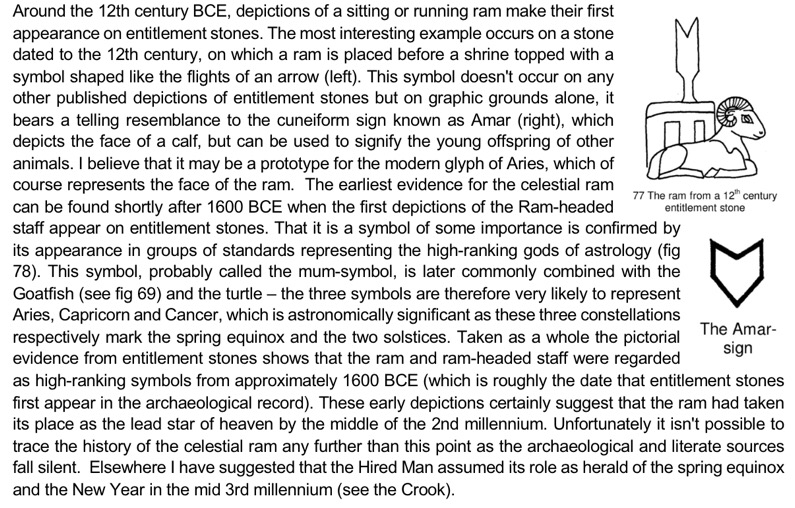 Around the 12th century BCE, depictions of a sitting or running ram make their first
appearance on entitlement stones. The most interesting example occurs on a stone
dated to the 12th century, on which a ram is placed before a shrine topped with a
symbol shaped like the flights of an arrow (left). This symbol doesn't occur on any
other published depictions of entitlement stones but on graphic grounds alone, it
bears a telling resemblance to the cuneiform sign known as Amar (right), which
depicts the face of a calf, but can be used to signify the young offspring of other
animals. I believe that it may be a prototype for the modern glyph of Aries, which of
course represents the face of the ram. The earliest evidence for the celestial ram
can be found shortly after 1600 BCE when the first depictions of the Ram-headed
staff appear on entitlement stones. That it is a symbol of some importance is confirmed by
its appearance in groups of standards representing the high-ranking gods of astrology (fig
78). This symbol, probably called the mum-symbol, is later commonly combined with the
Goatfish (see fig 69) and the turtle – the three symbols are therefore very likely to represent
Aries, Capricorn and Cancer, which is astronomically significant as these three constellations
respectively mark the spring equinox and the two solstices. Taken as a whole the pictorial
evidence from entitlement stones shows that the ram and ram-headed staff were regarded
as high-ranking symbols from approximately 1600 BCE (which is roughly the date that entitlement stones
first appear in the archaeological record). These early depictions certainly suggest that the ram had taken
its place as the lead star of heaven by the middle of the 2nd millennium. Unfortunately it isn't possible to
trace the history of the celestial ram any further than this point as the archaeological and literate sources
fall silent. Elsewhere I have suggested that the Hired Man assumed its role as herald of the spring equinox
and the New Year in the mid 3rd millennium (see the Crook).
77 The ram from a 12th century
entitlement stone
The Amar-
sign